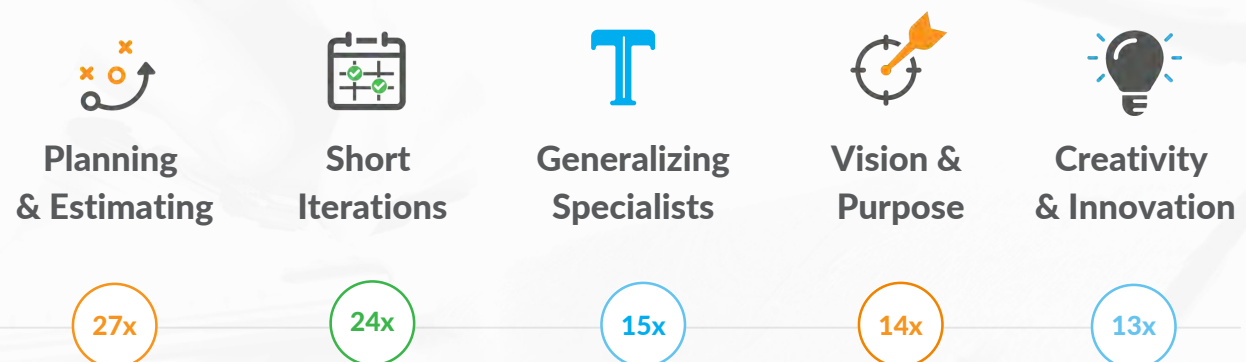 T
Planning
& Estimating
Short
Iterations
Generalizing
Specialists
Vision &
Purpose
Creativity
& Innovation
27x
24x
15x
14x
13x